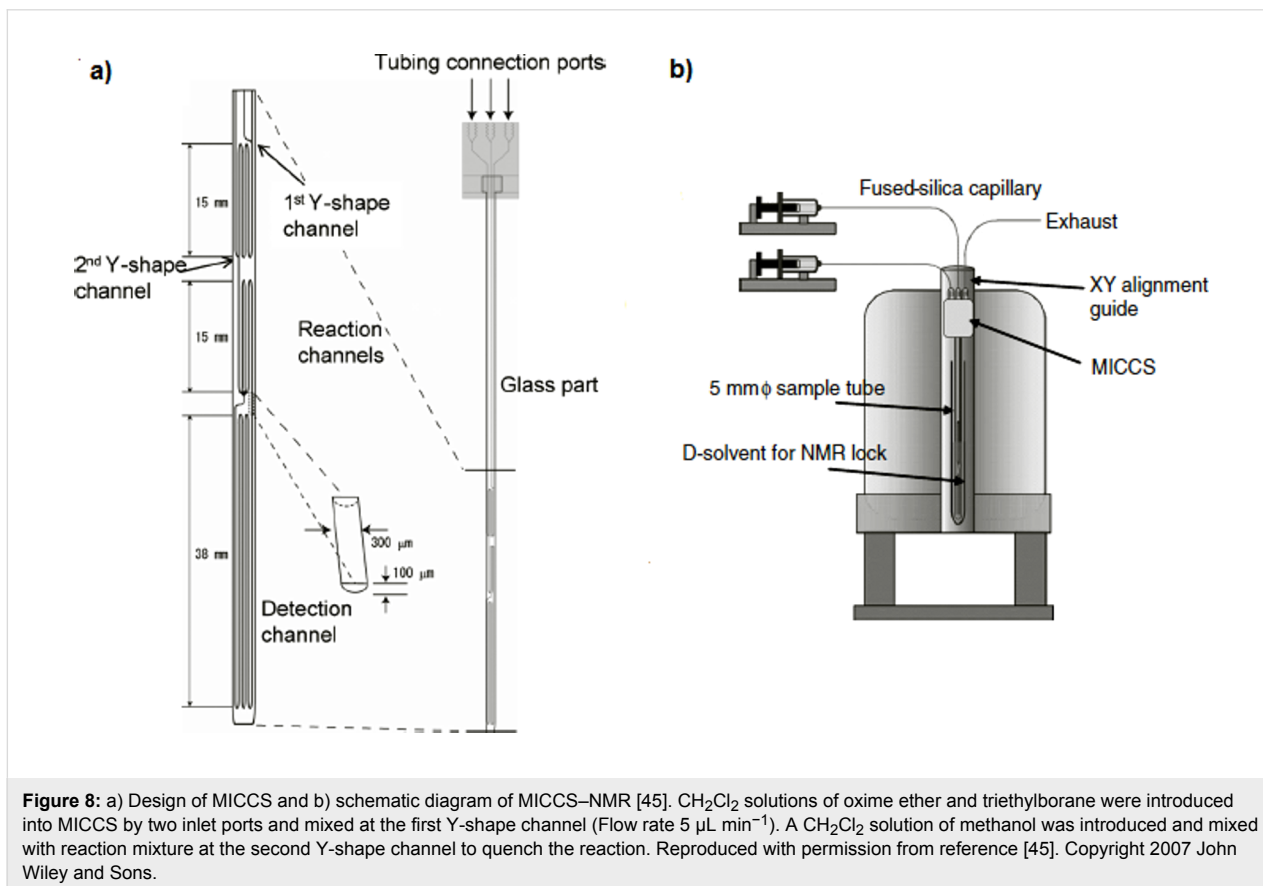 a)
Tubing connection ports
15 mm
1st Y-shape
channel
2nd Y-shape
channel
15 mm
Reaction
channels
Glass part
300 μm
100 μm
38 mm
Detection
channel
b)
Fused-silica capillary
Exhaust
XY alignment
guide
MICCS
5 mm ϕ sample tube
D-solvent for NMR lock
Figure 8: a) Design of MICCS and b) schematic diagram of MICCS–NMR [45]. CH₂Cl₂ solutions of oxime ether and triethylborane were introduced
into MICCS by two inlet ports and mixed at the first Y-shape channel (Flow rate 5 μL min⁻¹). A CH₂Cl₂ solution of methanol was introduced and mixed
with reaction mixture at the second Y-shape channel to quench the reaction. Reproduced with permission from reference [45]. Copyright 2007 John
Wiley and Sons.